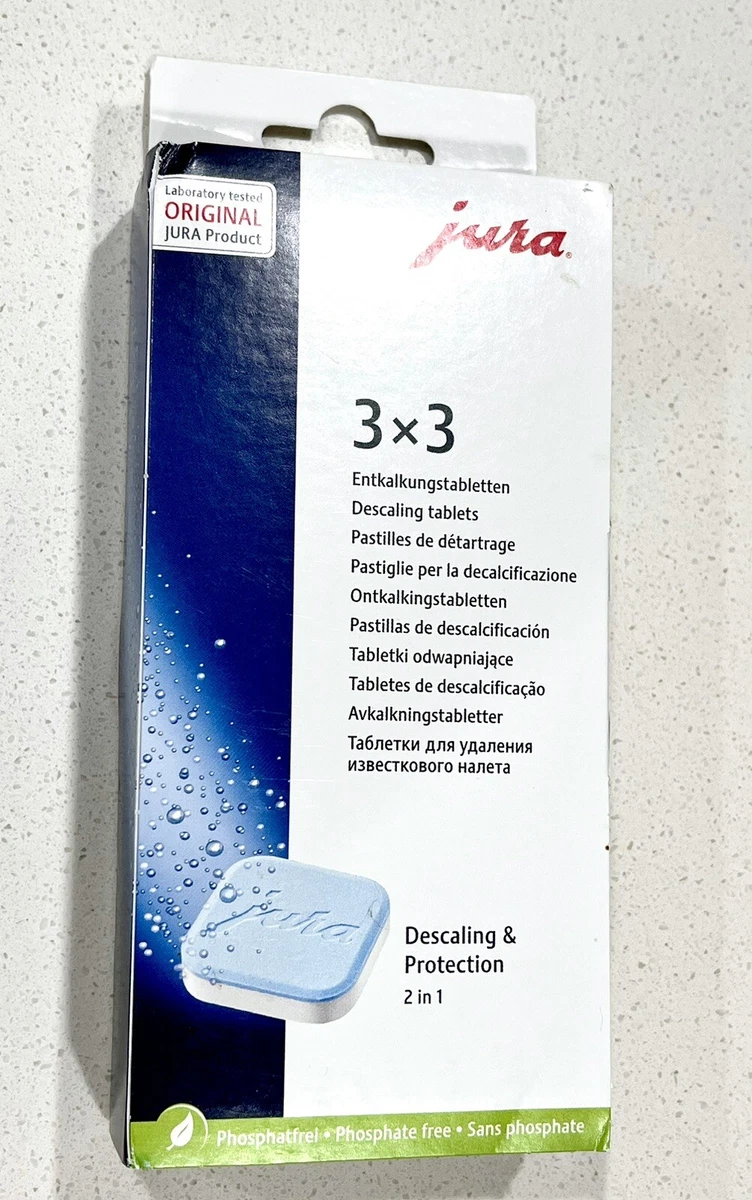 Laboratory tested
ORIGINAL
JURA Product
jura®
3×3
Entkalkungstabletten
Descaling tablets
Pastilles de détartrage
Pastiglie per la decalcificazione
Ontkalkingstabletten
Pastillas de descalcificación
Tabletki odwapniające
Tabletes de descalcificação
Avkalkningstabletter
Таблетки для удаления
известкового налета
jura
Descaling &
Protection
2 in 1
Phosphatfrei • Phosphate free • Sans phosphate